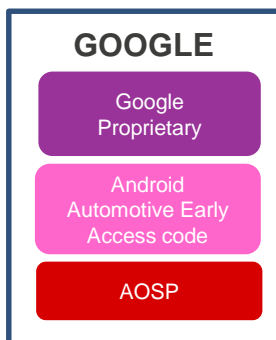 GOOGLE
Google
Proprietary
Android
Automotive Early
Access code
AOSP